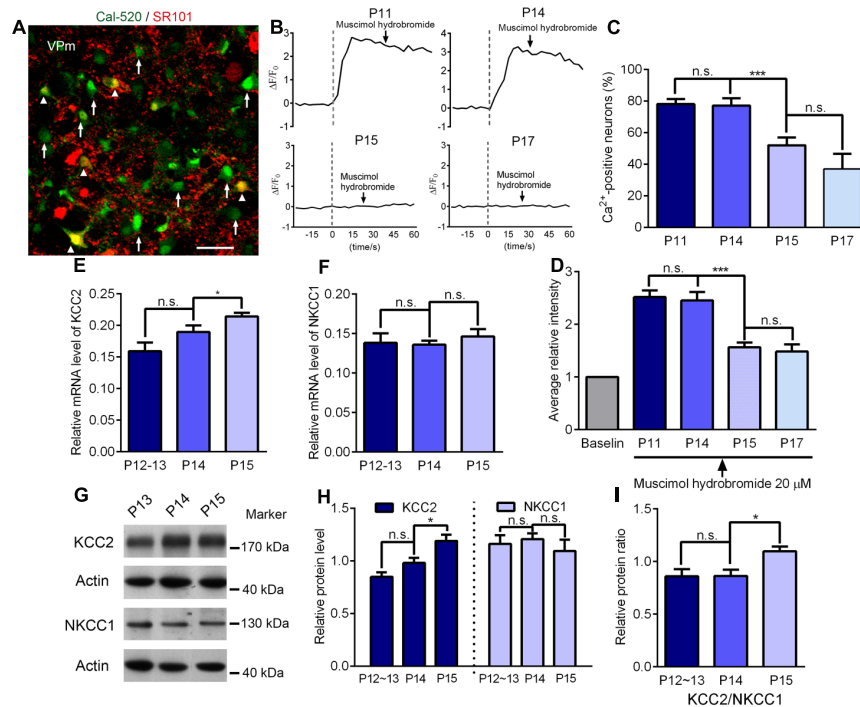 A
Cal-520 / SR101
VPm
B
P11
Muscimol hydrobromide
ΔF/F0
3
2
1
0
-1
P14
Muscimol hydrobromide
ΔF/F0
3
2
1
0
-1
P15
Muscimol
hydrobromide
ΔF/F0
3
2
1
0
-1
-15 0 15 30 45 60
(time/s)
P17
Muscimol
hydrobromide
ΔF/F0
3
2
1
0
-1
-15 0 15 30 45 60
(time/s)
C
Ca2+-positive neurons (%)
100
80
60
40
20
0
n.s.
***
n.s.
P11 P14 P15 P17
E
Relative mRNA level of KCC2
0.25
0.20
0.15
0.10
0.05
0.00
n.s.
*
P12-13 P14 P15
F
Relative mRNA level of NKCC1
0.25
0.20
0.15
0.10
0.05
0.00
n.s.
n.s.
P12-13 P14 P15
D
Average relative intensity
3
2
1
0
n.s.
***
n.s.
Baselin P11 P14 P15 P17
Muscimol hydrobromide 20 μM
G
P13 P14 P15 Marker
KCC2 170 kDa
Actin 40 kDa
NKCC1 130 kDa
Actin 40 kDa
H
KCC2 NKCC1
Relative protein level
1.5
1.0
0.5
0.0
n.s.
*
n.s.
n.s.
P12~13 P14 P15 P12~13 P14 P15
I
Relative protein ratio
1.5
1.0
0.5
0.0
n.s.
*
P12~13 P14 P15
KCC2/NKCC1